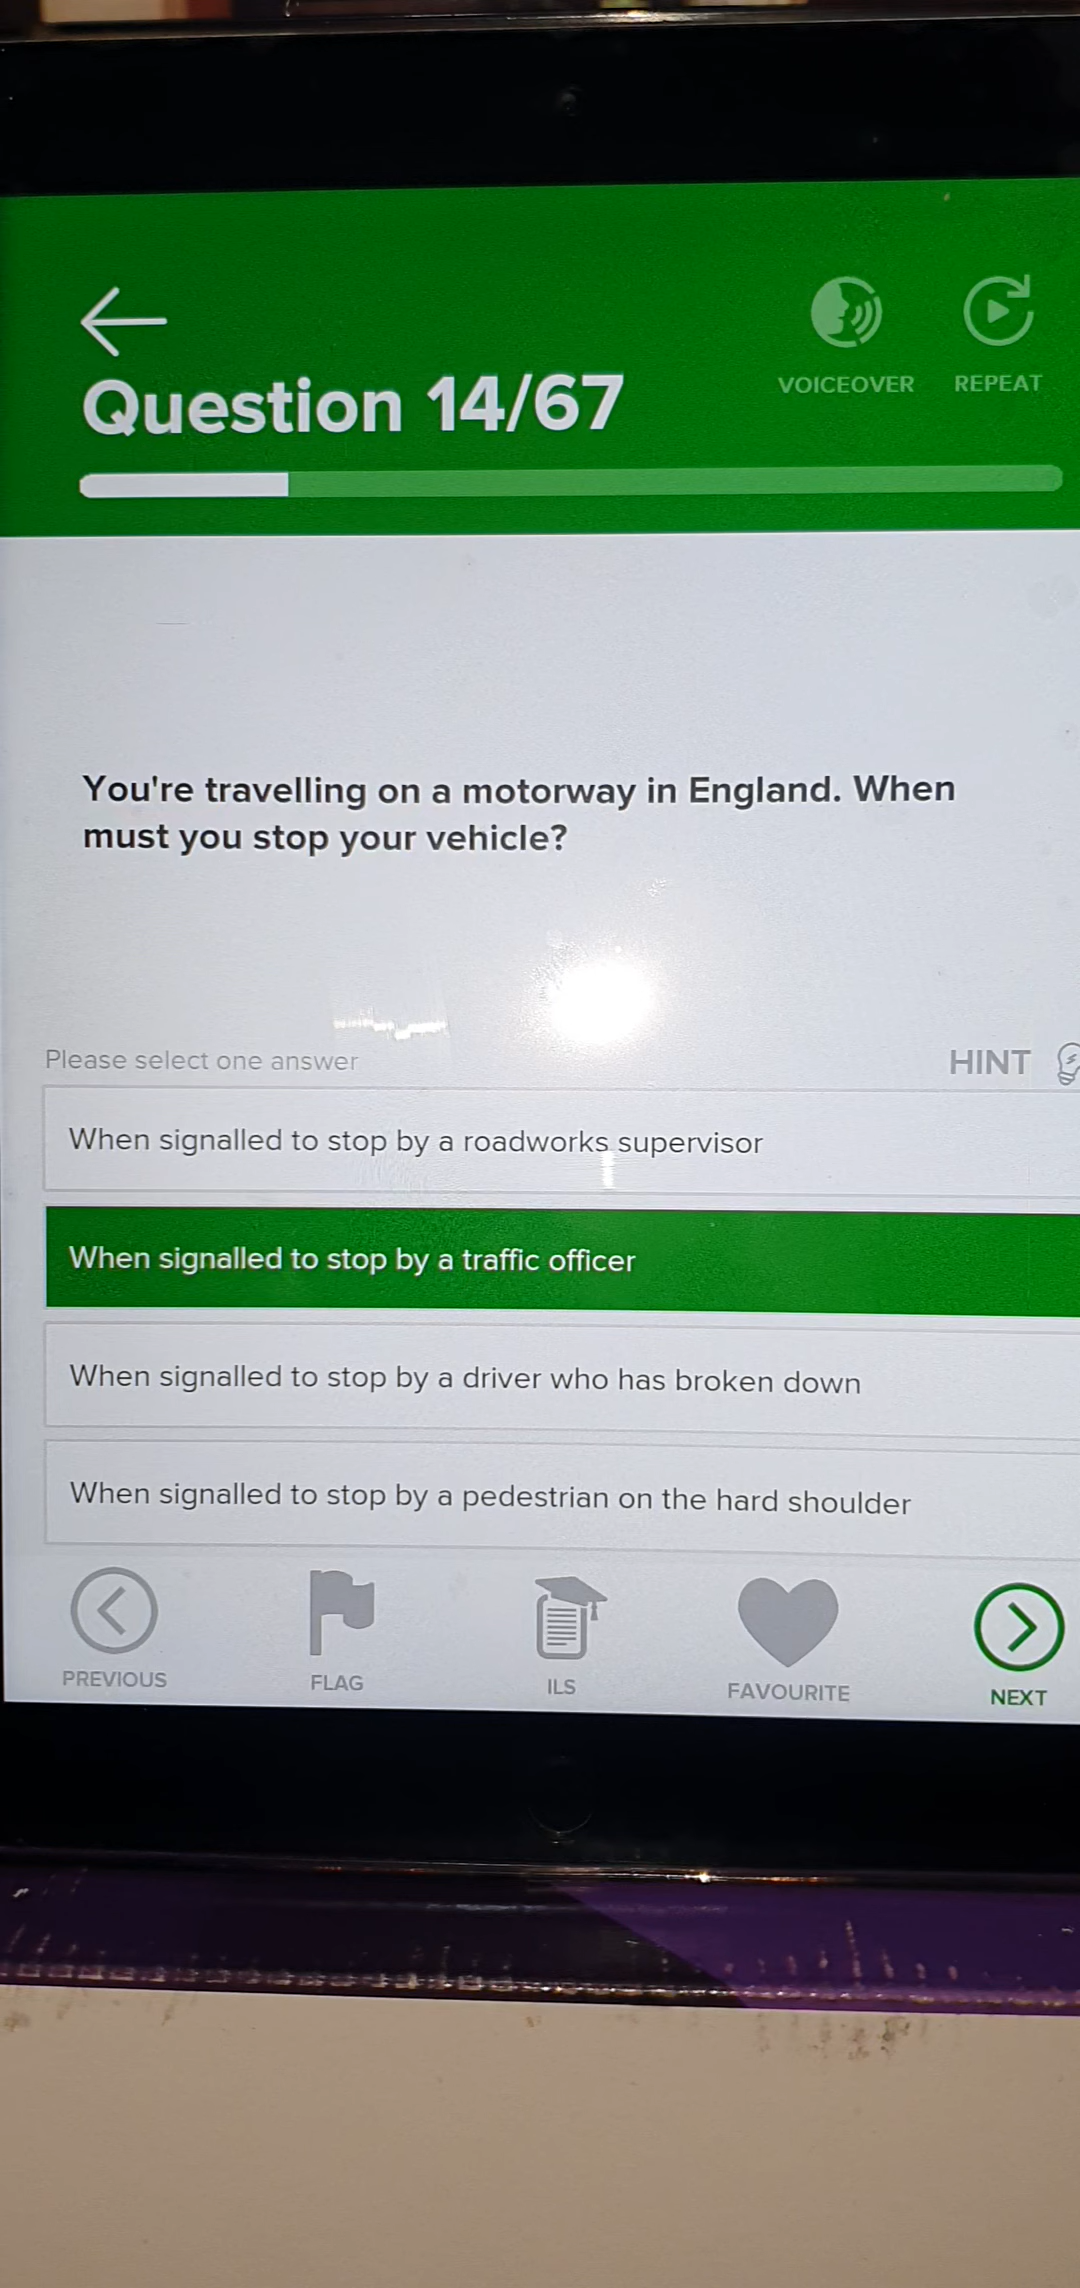 VOICEOVER
REPEAT
Question 14/67
You're travelling on a motorway in England. When
must you stop your vehicle?
Please select one answer
HINT
When signalled to stop by a roadworks supervisor
When signalled to stop by a traffic officer
When signalled to stop by a driver who has broken down
When signalled to stop by a pedestrian on the hard shoulder
PREVIOUS
FLAG
ILS
FAVOURITE
NEXT